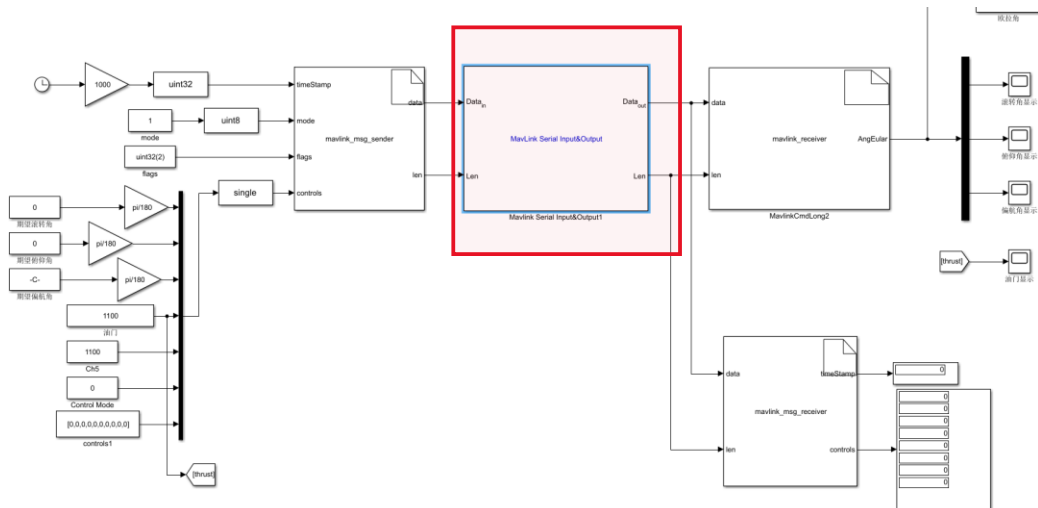 欧拉角
1000
uint32
timeStamp
data
Data_in
Data_out
data
滚转角显示
1
mode
uint8
mode
mavlink_msg_sender
MavLink Serial Input&Output
mavlink_receiver
AngEular
俯仰角显示
uint32(2)
flags
flags
len
Len
Len
len
single
controls
Mavlink Serial Input&Output1
MavlinkCmdLong2
偏航角显示
0
期望滚转角
pi/180
0
期望俯仰角
pi/180
-C-
期望偏航角
pi/180
[thrust]
油门显示
1100
油门
1100
Ch5
0
Control Mode
[0,0,0,0,0,0,0,0,0,0]
controls1
[thrust]
data
timeStamp
mavlink_msg_receiver
len
controls
0
0
0
0
0
0
0
0
0